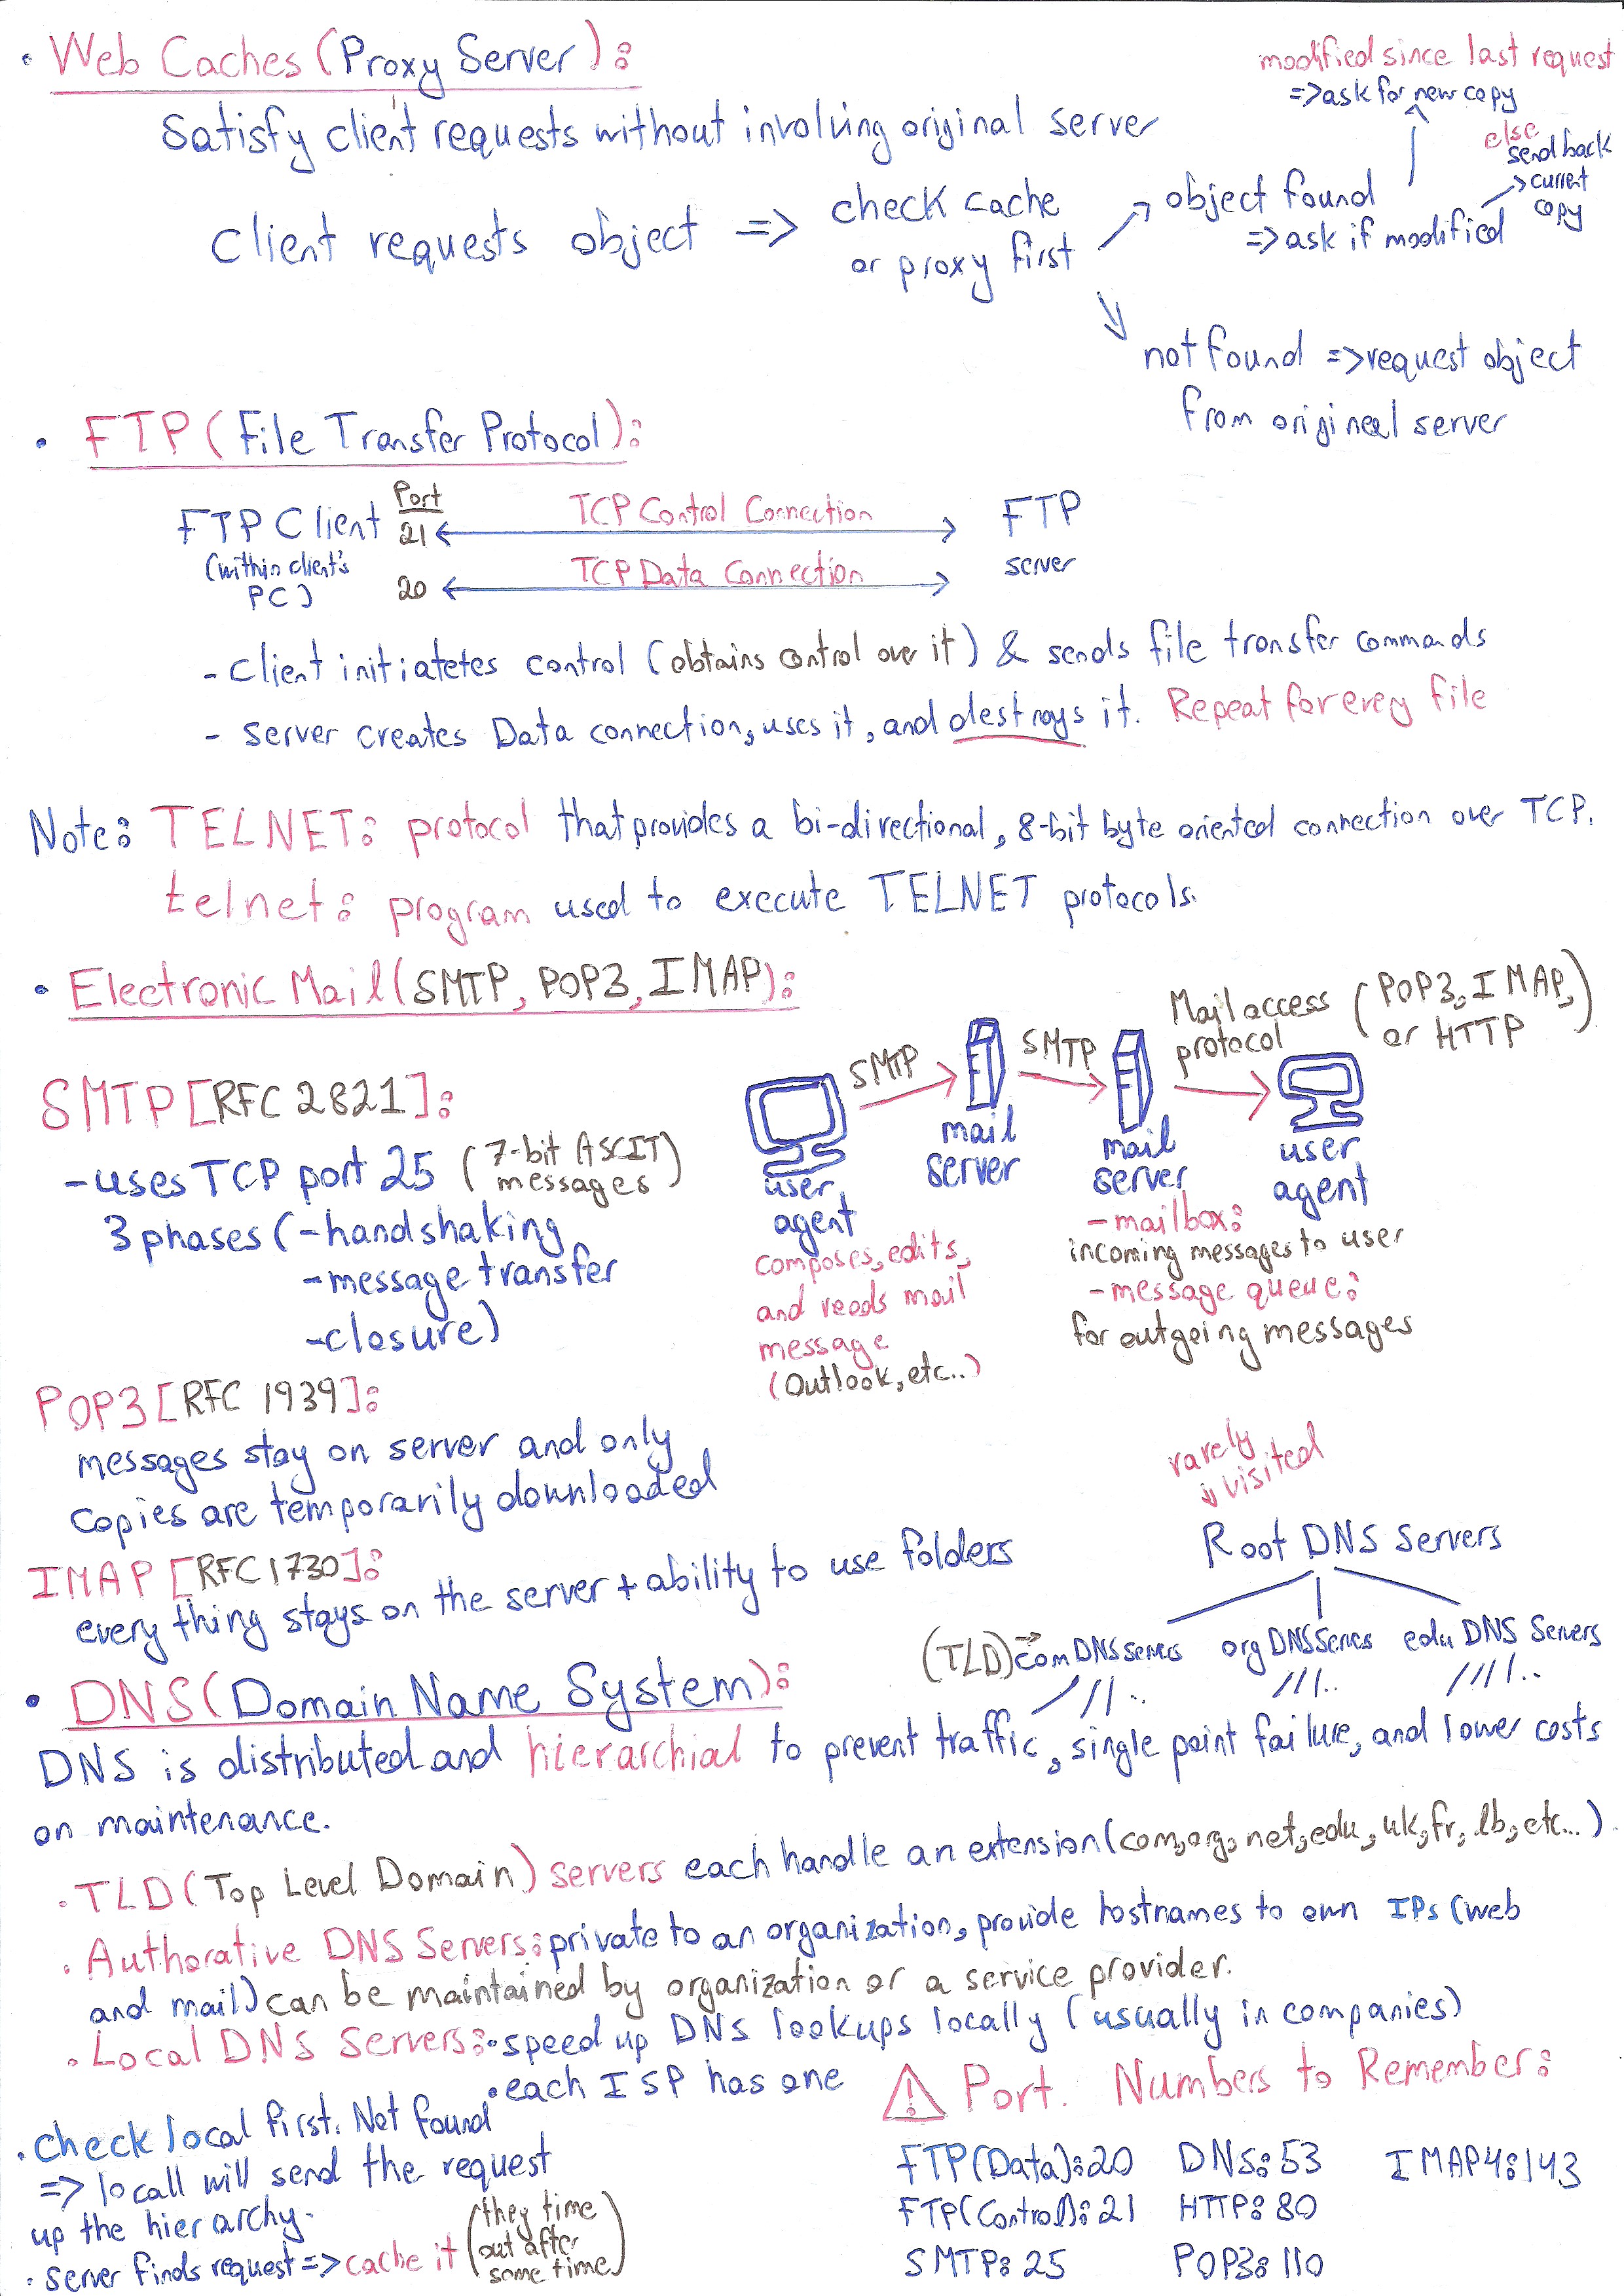 • Web Caches (Proxy Server):
Satisfy client requests without involving original server
client requests object => check cache or proxy first
object found
=> ask if modified
modified since last request
=> ask for new copy
else
send back
current
copy
not found => request object
from origineal server
• FTP (File Transfer Protocol):
FTP Client
(within client's
PC)
Port
21 TCP Control Connection
20 TCP Data Connection
FTP
server
- client initiatetes control (obtains control over it) & sends file transfer commands
- server creates Data connection, uses it, and destroys it. Repeat for every file
Note: TELNET: protocol that provides a bi-directional, 8-bit byte oriented connection over TCP.
telnet: program used to execute TELNET protocols.
• Electronic Mail (SMTP, POP3, IMAP):
SMTP [RFC 2821]:
- uses TCP port 25 (7-bit ASCII messages)
3 phases (- handshaking
- message transfer
- closure)
SMTP
SMTP
Mail access
protocol
(POP3, IMAP,
or HTTP)
user
agent
mail
server
mail
server
user
agent
composes, edits,
and reads mail
message
(Outlook, etc..)
- mailbox:
incoming messages to user
- message queue:
for outgoing messages
POP3 [RFC 1939]:
messages stay on server and only
copies are temporarily downloaded
IMAP [RFC 1730]:
every thing stays on the server + ability to use folders
rarely
visited
Root DNS Servers
(TLD) com DNS servers org DNS Servers edu DNS Servers
• DNS (Domain Name System):
DNS is distributed and hierarchial to prevent traffic, single point failure, and lower costs
on maintenance.
. TLD (Top Level Domain) servers each handle an extension (com, org, net, edu, uk, fr, lb, etc...).
. Authorative DNS Servers: private to an organization, provide hostnames to own IPs (web
and mail) can be maintained by organization or a service provider.
. Local DNS Servers: • speed up DNS lookups locally (usually in companies)
• each ISP has one
. check local first. Not found
=> locall will send the request
up the hierarchy.
. server finds request => cache it (they time
out after
some time)
⚠ Port. Numbers to Remember:
FTP(Data): 20 DNS: 53 IMAP4: 143
FTP(Control): 21 HTTP: 80
SMTP: 25 POP3: 110